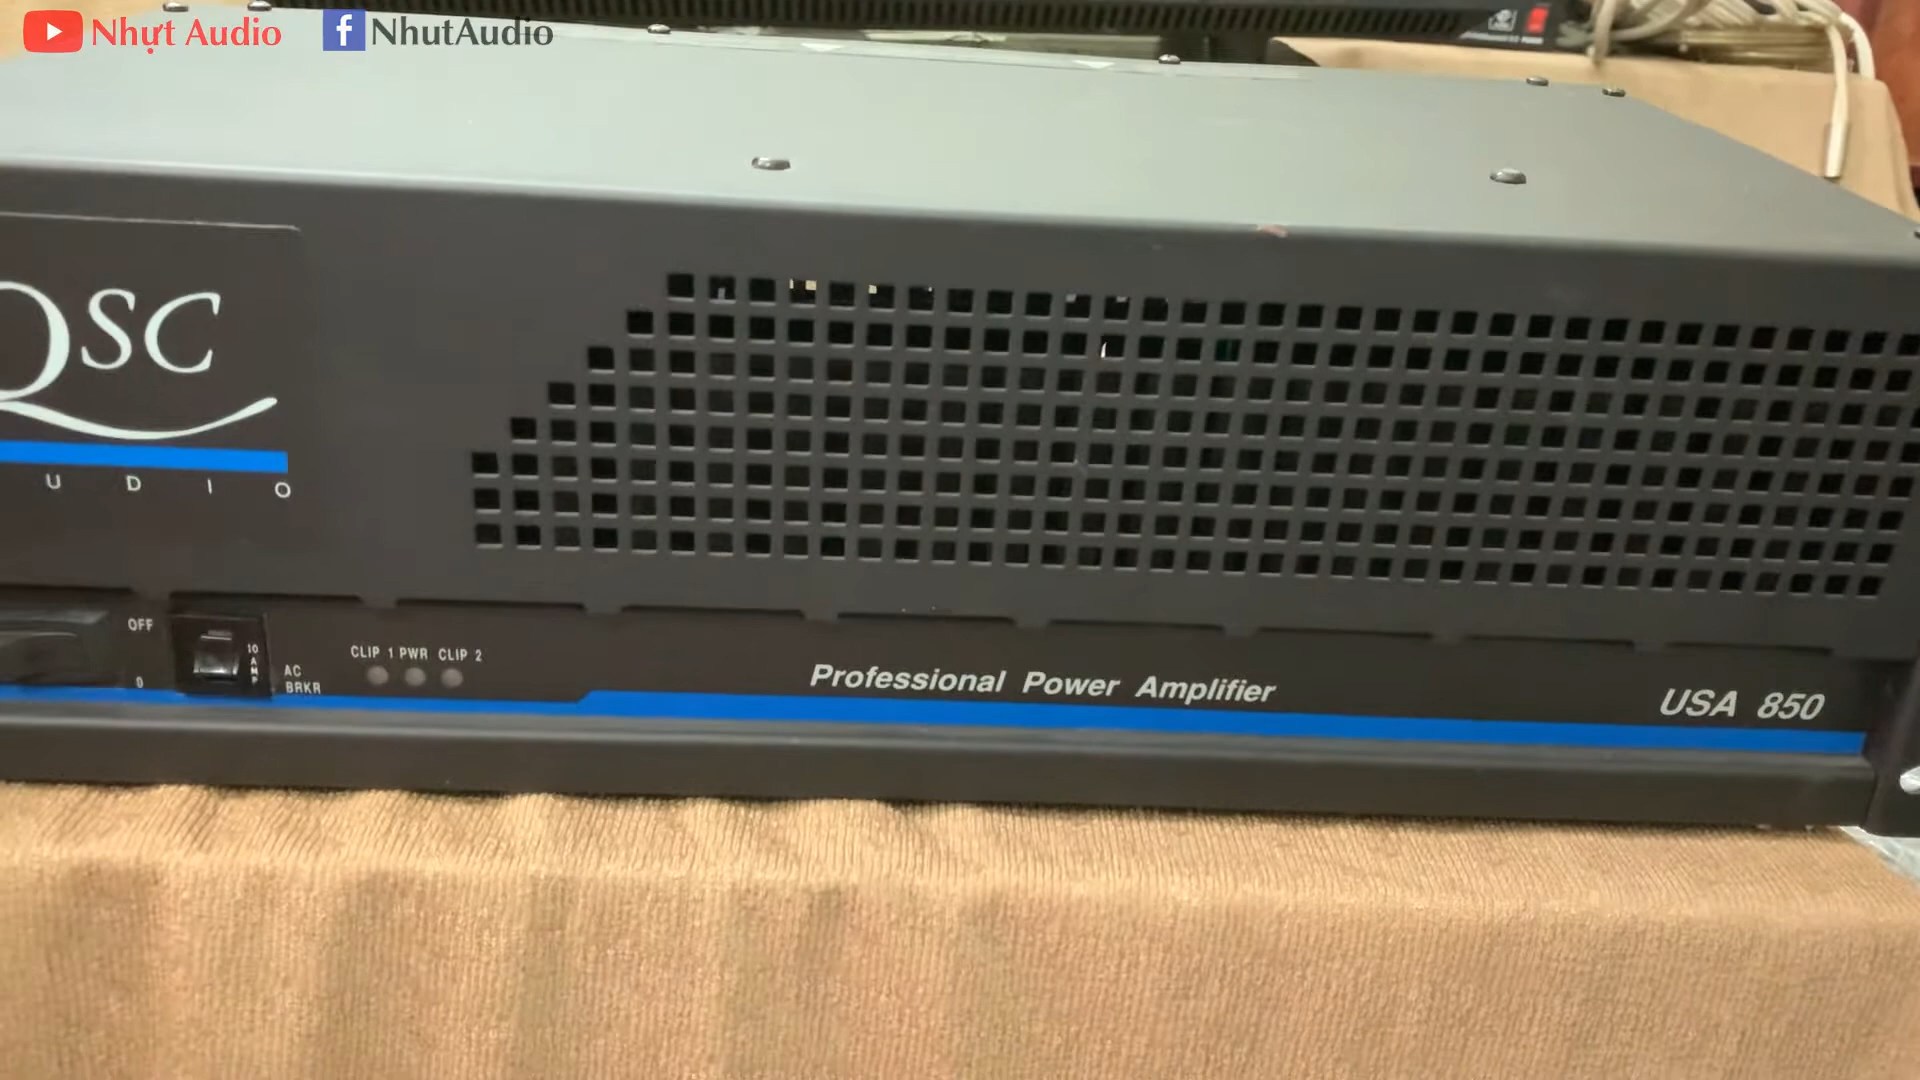 Nhựt Audio NhutAudio
QSC
U D I O
OFF
0
10 AMP
AC
BRKR
CLIP 1 PWR CLIP 2
Professional Power Amplifier
USA 850